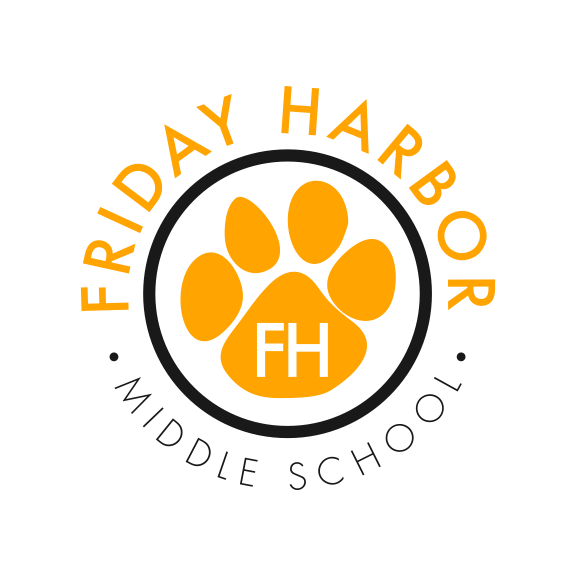 FRIDAY HARBOR
FH
• MIDDLE SCHOOL •